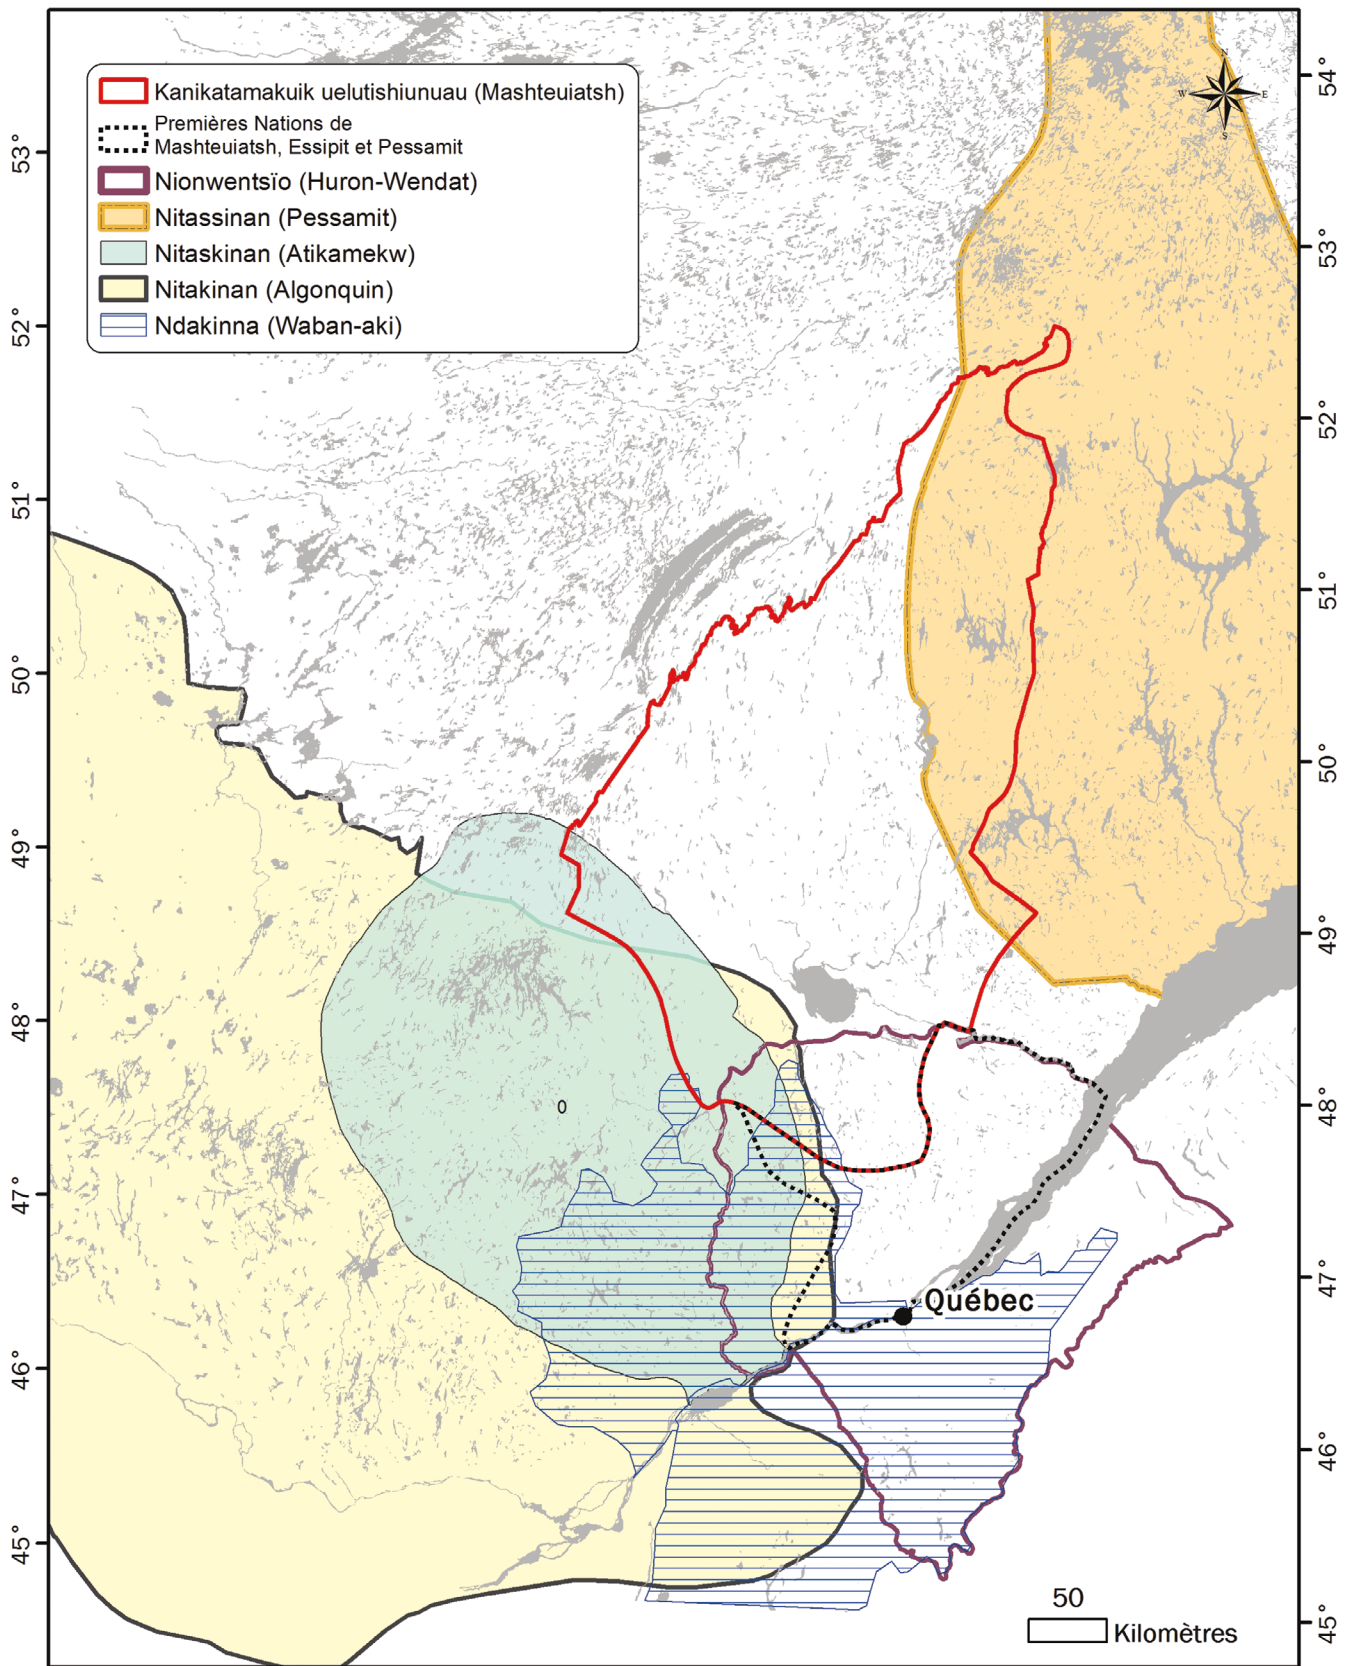 N
W
E
S
Kanikatamakuik uelutishiunuau (Mashteuiatsh)
Premières Nations de
Mashteuiatsh, Essipit et Pessamit
Nionwentsïo (Huron-Wendat)
Nitassinan (Pessamit)
Nitaskinan (Atikamekw)
Nitakinan (Algonquin)
Ndakinna (Waban-aki)
53°
52°
51°
50°
49°
48°
47°
46°
45°
54°
53°
52°
51°
50°
49°
48°
47°
46°
45°
0
Québec
50
Kilomètres